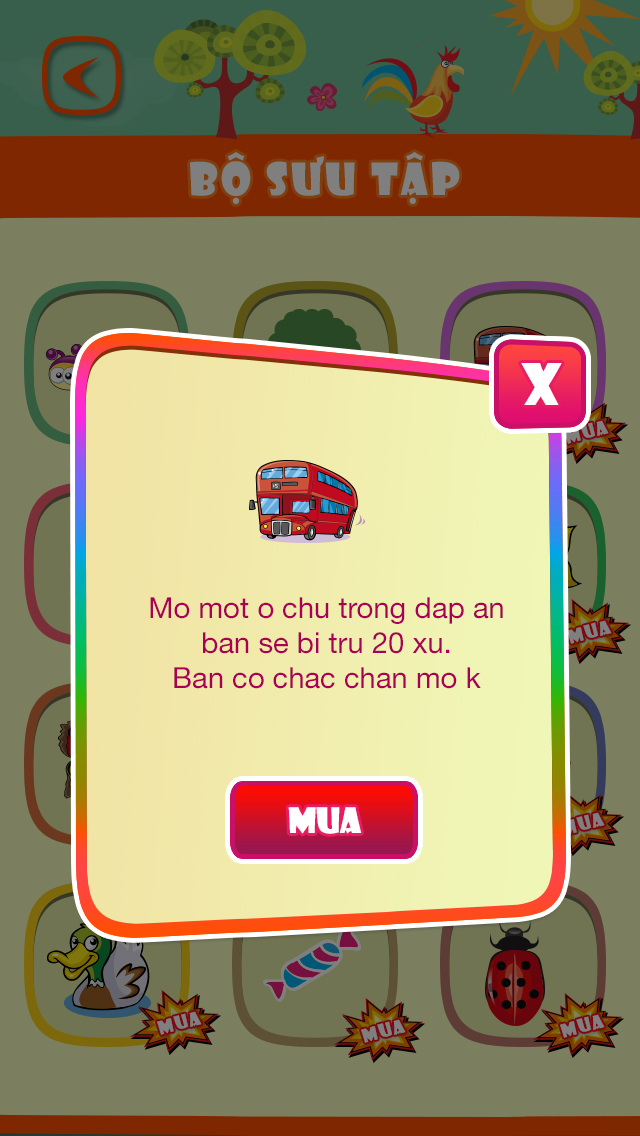 BỘ SƯU TẬP
X
MUA
Mo mot o chu trong dap an
ban se bi tru 20 xu.
Ban co chac chan mo k
MUA
MUA
MUA
MUA
MUA
MUA